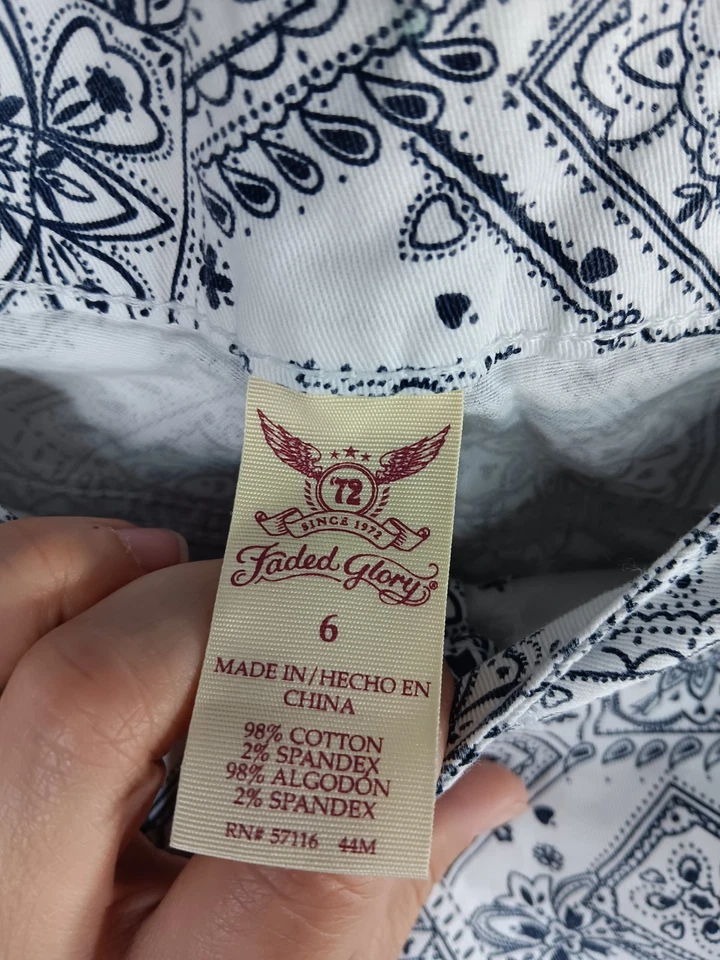 '72
SINCE 1972
Faded Glory®
6
MADE IN/HECHO EN
CHINA
98% COTTON
2% SPANDEX
98% ALGODÓN
2% SPANDEX
RN# 57116 44M